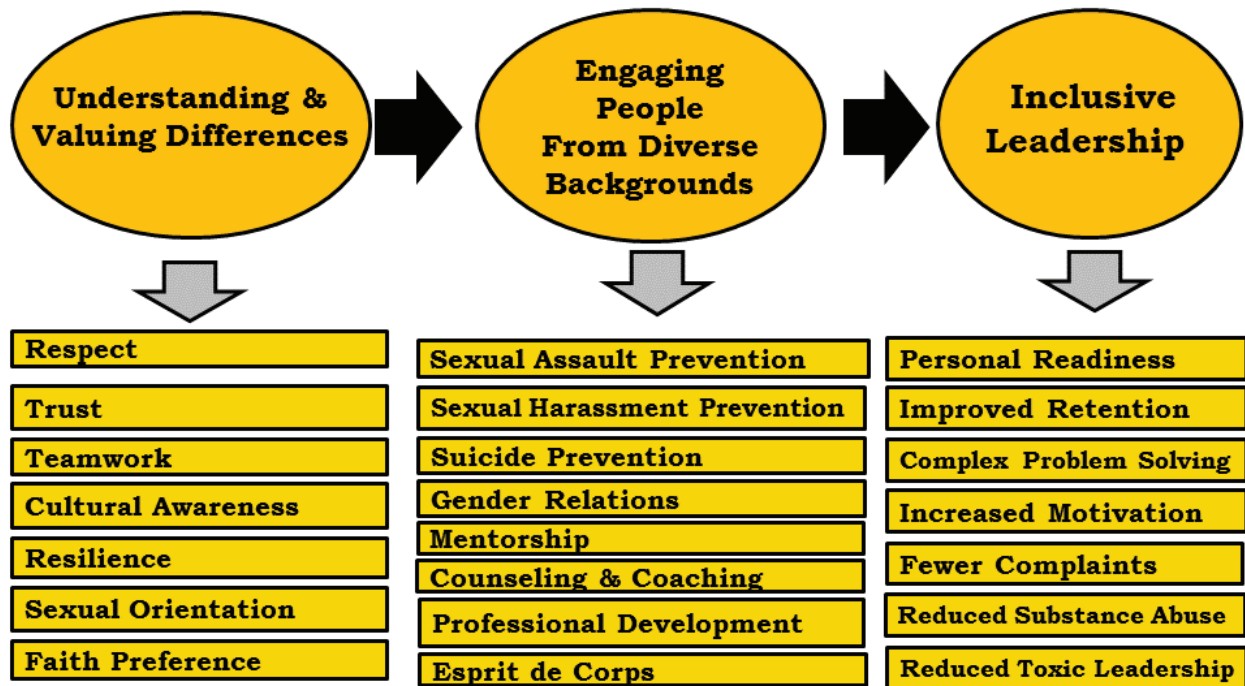 Understanding &
Valuing Differences
Engaging
People
From Diverse
Backgrounds
Inclusive
Leadership
Respect
Trust
Teamwork
Cultural Awareness
Resilience
Sexual Orientation
Faith Preference
Sexual Assault Prevention
Sexual Harassment Prevention
Suicide Prevention
Gender Relations
Mentorship
Counseling & Coaching
Professional Development
Esprit de Corps
Personal Readiness
Improved Retention
Complex Problem Solving
Increased Motivation
Fewer Complaints
Reduced Substance Abuse
Reduced Toxic Leadership